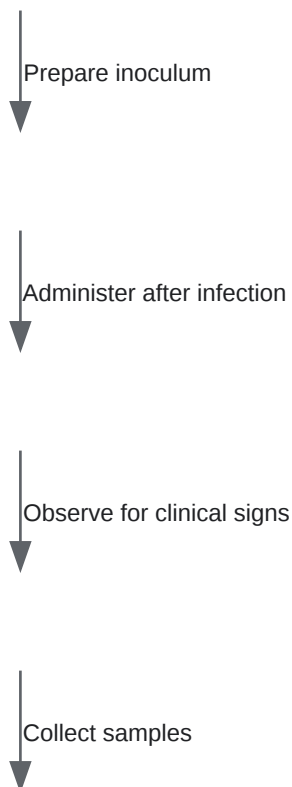 Prepare inoculum
Administer after infection
Observe for clinical signs
Collect samples